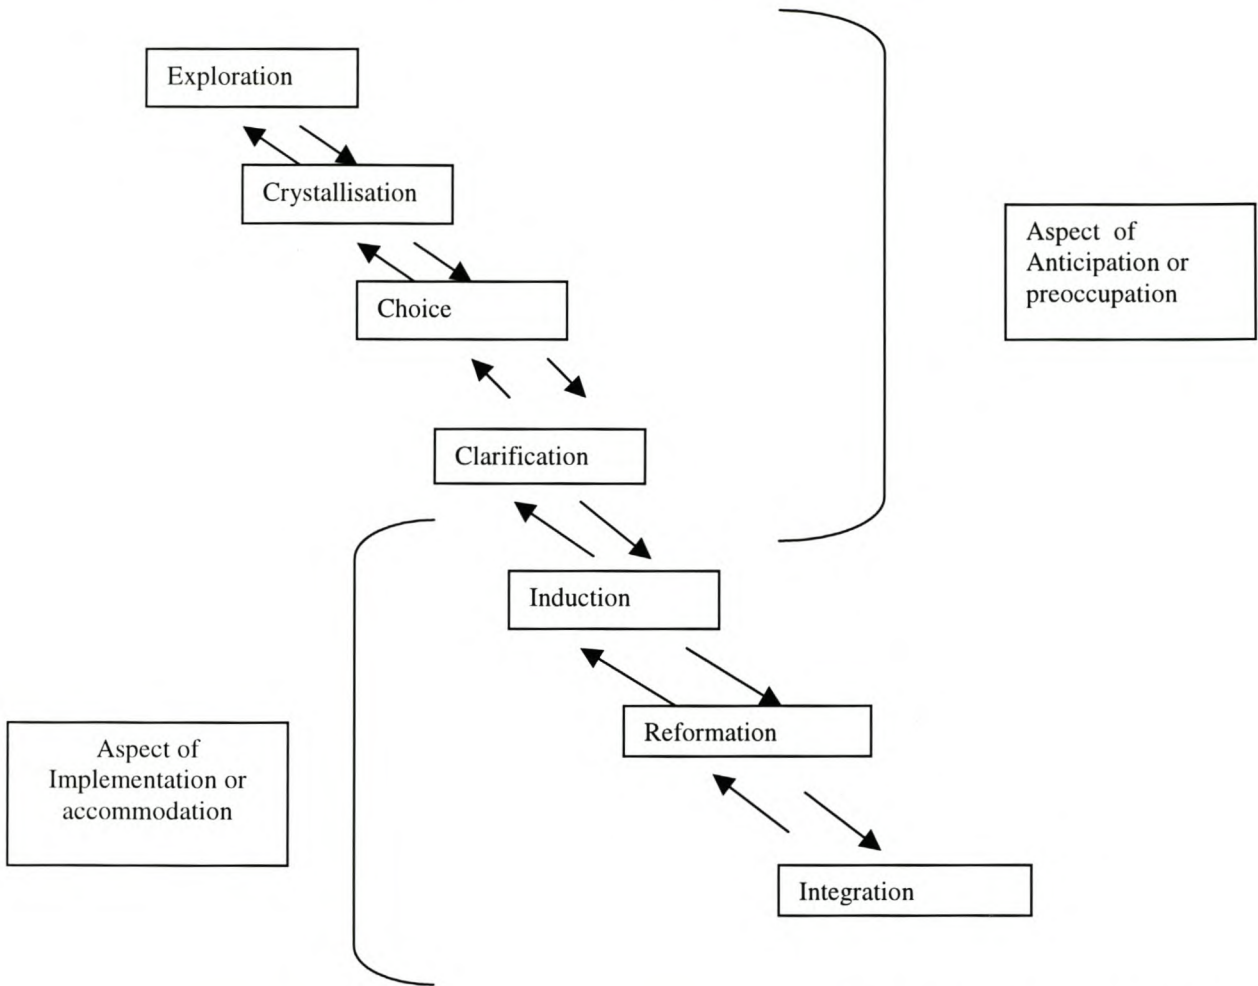 Exploration
Crystallisation
Choice
Aspect of
Anticipation or
preoccupation
Clarification
Induction
Reformation
Aspect of
Implementation or
accommodation
Integration